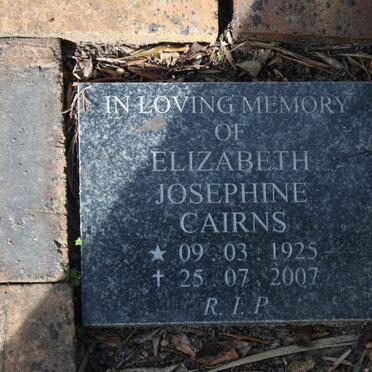 IN LOVING MEMORY
OF
ELIZABETH
JOSEPHINE
CAIRNS
★ 09 . 03 . 1925
✝ 25 . 07 . 2007
R.I.P